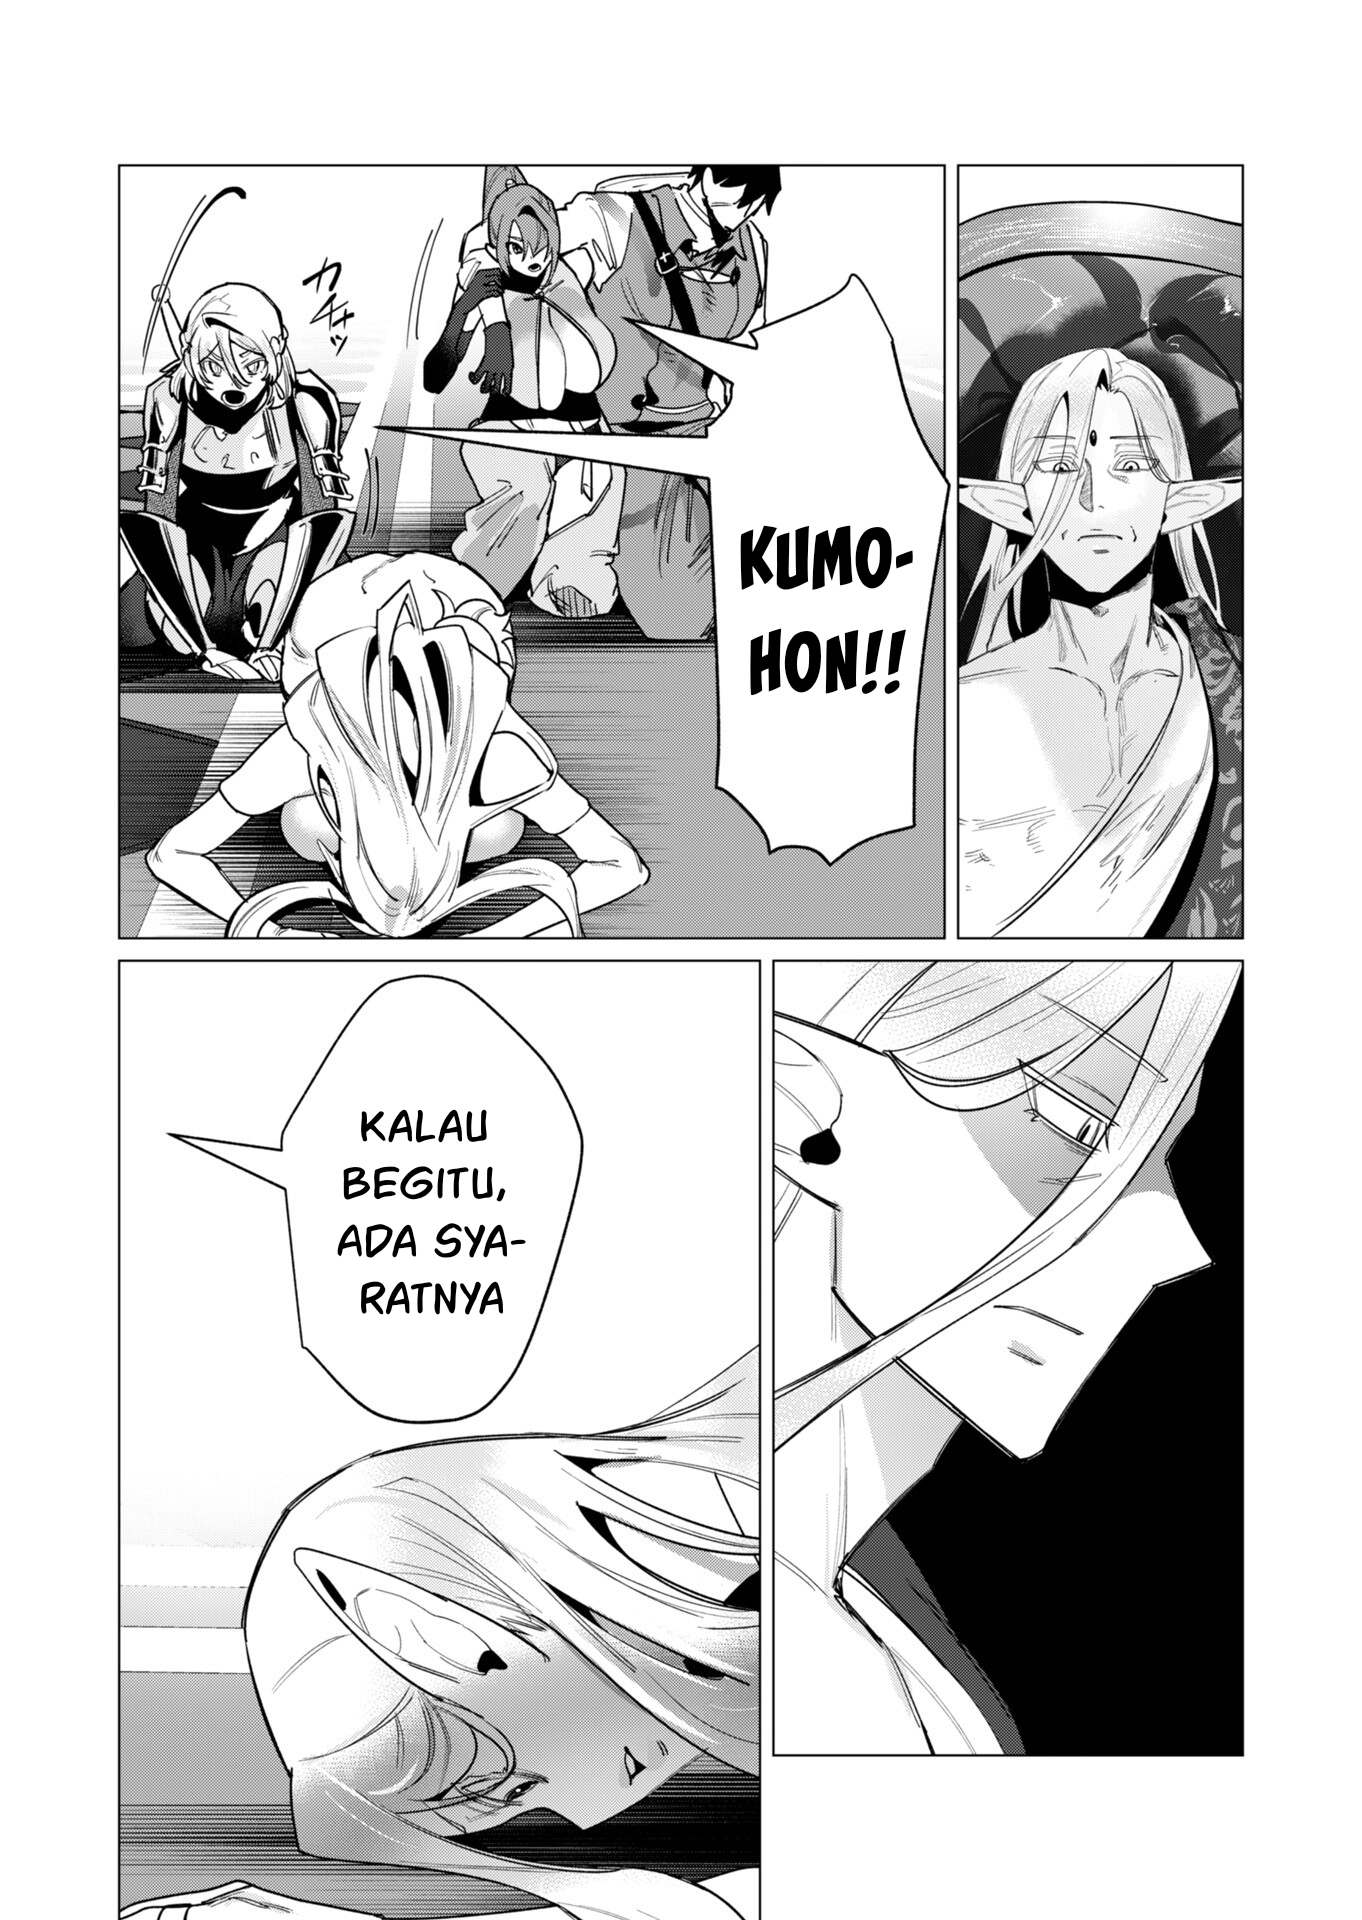 カチャッ
KUMO-
HON!!
KALAU
BEGITU,
ADA SYA-
RATNYA